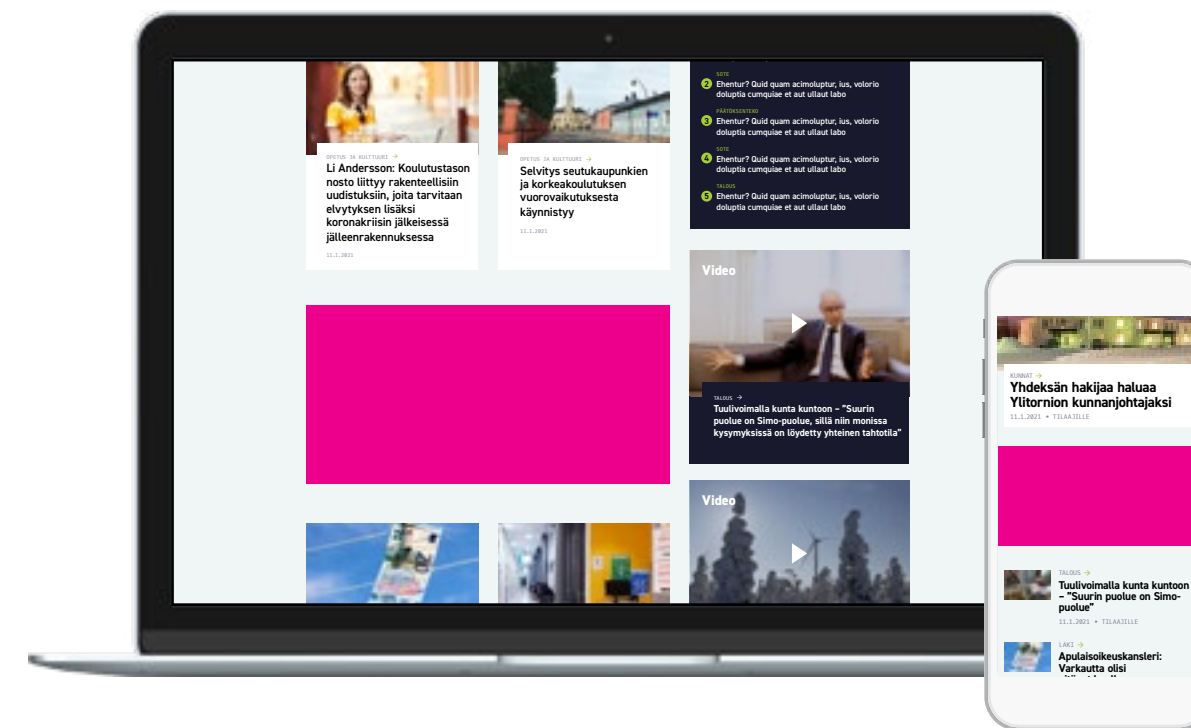 OPETUS JA KULTTUURI →
Li Andersson: Koulutustason
nosto liittyy rakenteellisiin
uudistuksiin, joita tarvitaan
elvytyksen lisäksi
koronakriisin jälkeisessä
jälleenrakennuksessa
11.1.2021
OPETUS JA KULTTUURI →
Selvitys seutukaupunkien
ja korkeakoulutuksen
vuorovaikutuksesta
käynnistyy
11.1.2021
SOTE
2 Ehentur? Quid quam acimoluptur, ius, volorio
doluptia cumquiae et aut ullaut labo
PÄÄTÖKSENTEKO
3 Ehentur? Quid quam acimoluptur, ius, volorio
doluptia cumquiae et aut ullaut labo
SOTE
4 Ehentur? Quid quam acimoluptur, ius, volorio
doluptia cumquiae et aut ullaut labo
TALOUS
5 Ehentur? Quid quam acimoluptur, ius, volorio
doluptia cumquiae et aut ullaut labo
Video
TALOUS →
Tuulivoimalla kunta kuntoon – ”Suurin
puolue on Simo-puolue, sillä niin monissa
kysymyksissä on löydetty yhteinen tahtotila”
Video
KUNNAT →
Yhdeksän hakijaa haluaa
Ylitornion kunnanjohtajaksi
11.1.2021 • TILAAJILLE
TALOUS →
Tuulivoimalla kunta kuntoon
– ”Suurin puolue on Simo-
puolue”
11.1.2021 • TILAAJILLE
LAKI →
Apulaisoikeuskansleri:
Varkautta olisi